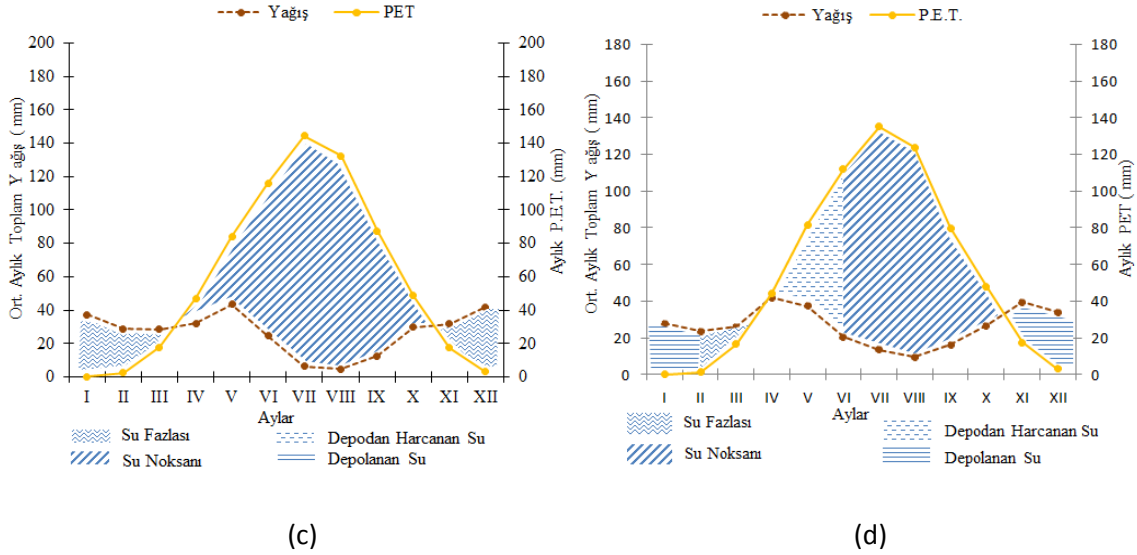 Yağış PET
Ort. Aylık Toplam Y ağış ( mm)
200 180 160 140 120 100 80 60 40 20 0
200 180 160 140 120 100 80 60 40 20 0
Aylık P.E.T. (mm)
I II III IV V VI VII VIII IX X XI XII
Aylar
Su Fazlası Depodan Harcanan Su
Su Noksanı Depolanan Su
(c)
Yağış P.E.T.
Ort. Aylık Toplam Y ağış ( mm)
180 160 140 120 100 80 60 40 20 0
180 160 140 120 100 80 60 40 20 0
Aylık PET ( mm)
I II III IV V VI VII VIII IX X XI XII
Aylar
Su Fazlası Depodan Harcanan Su
Su Noksanı Depolanan Su
(d)